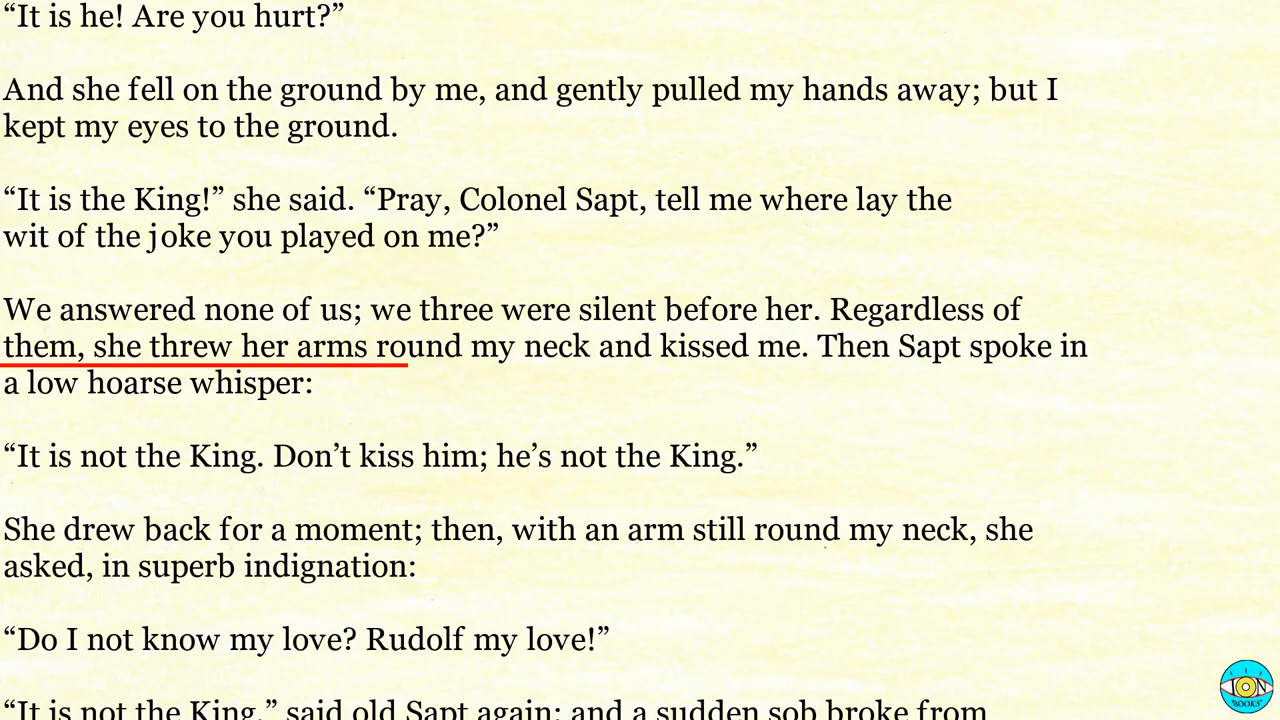 “It is he! Are you hurt?”
And she fell on the ground by me, and gently pulled my hands away; but I
kept my eyes to the ground.
“It is the King!” she said. “Pray, Colonel Sapt, tell me where lay the
wit of the joke you played on me?”
We answered none of us; we three were silent before her. Regardless of
them, she threw her arms round my neck and kissed me. Then Sapt spoke in
a low hoarse whisper:
“It is not the King. Don’t kiss him; he’s not the King.”
She drew back for a moment; then, with an arm still round my neck, she
asked, in superb indignation:
“Do I not know my love? Rudolf my love!”
“It is not the King,” said old Sapt again; and a sudden sob broke from
ION
BOOKS